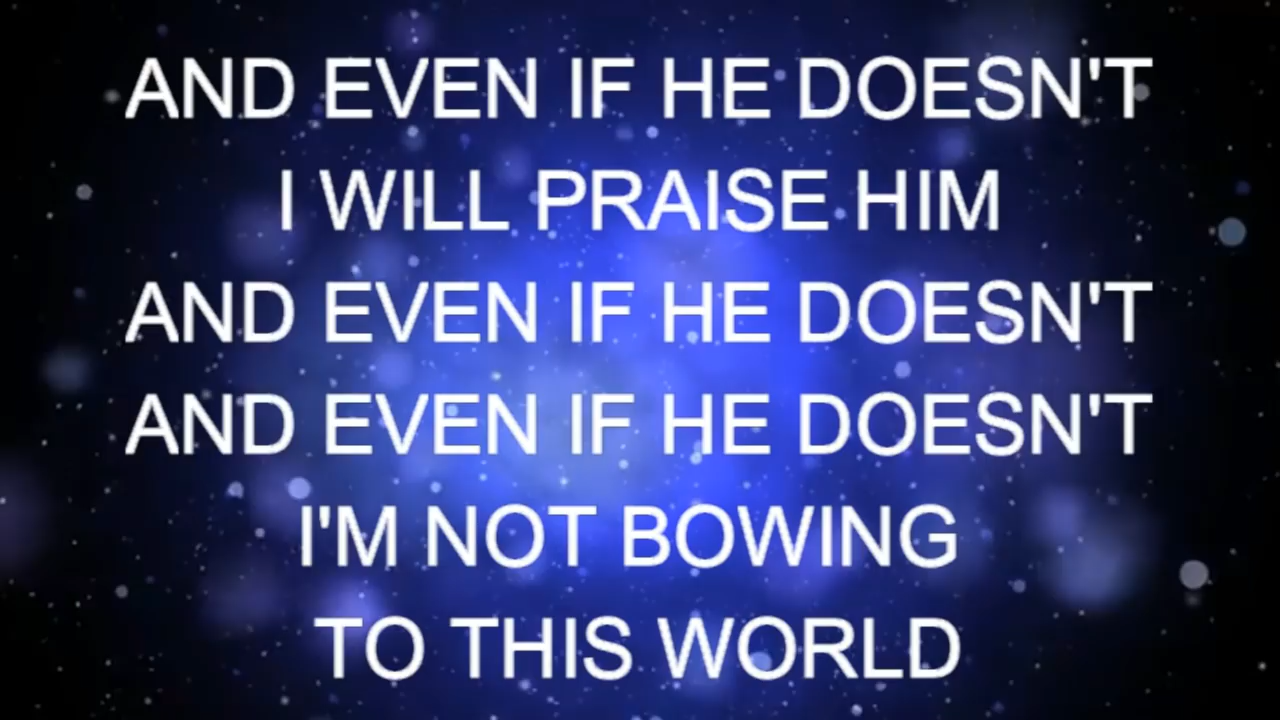 AND EVEN IF HE DOESN'T
I WILL PRAISE HIM
AND EVEN IF HE DOESN'T
AND EVEN IF HE DOESN'T
I'M NOT BOWING
TO THIS WORLD